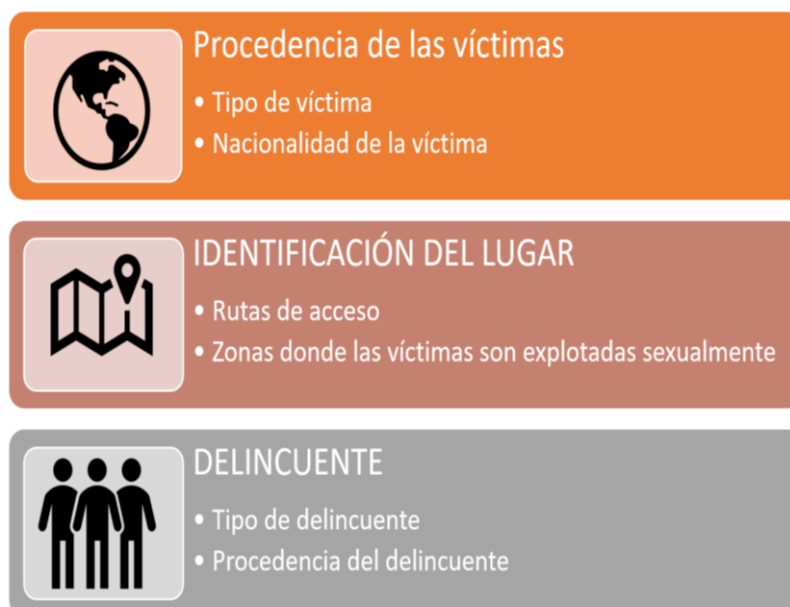 Procedencia de las víctimas
• Tipo de víctima
• Nacionalidad de la víctima
IDENTIFICACIÓN DEL LUGAR
• Rutas de acceso
• Zonas donde las víctimas son explotadas sexualmente
DELINCUENTE
• Tipo de delincuente
• Procedencia del delincuente